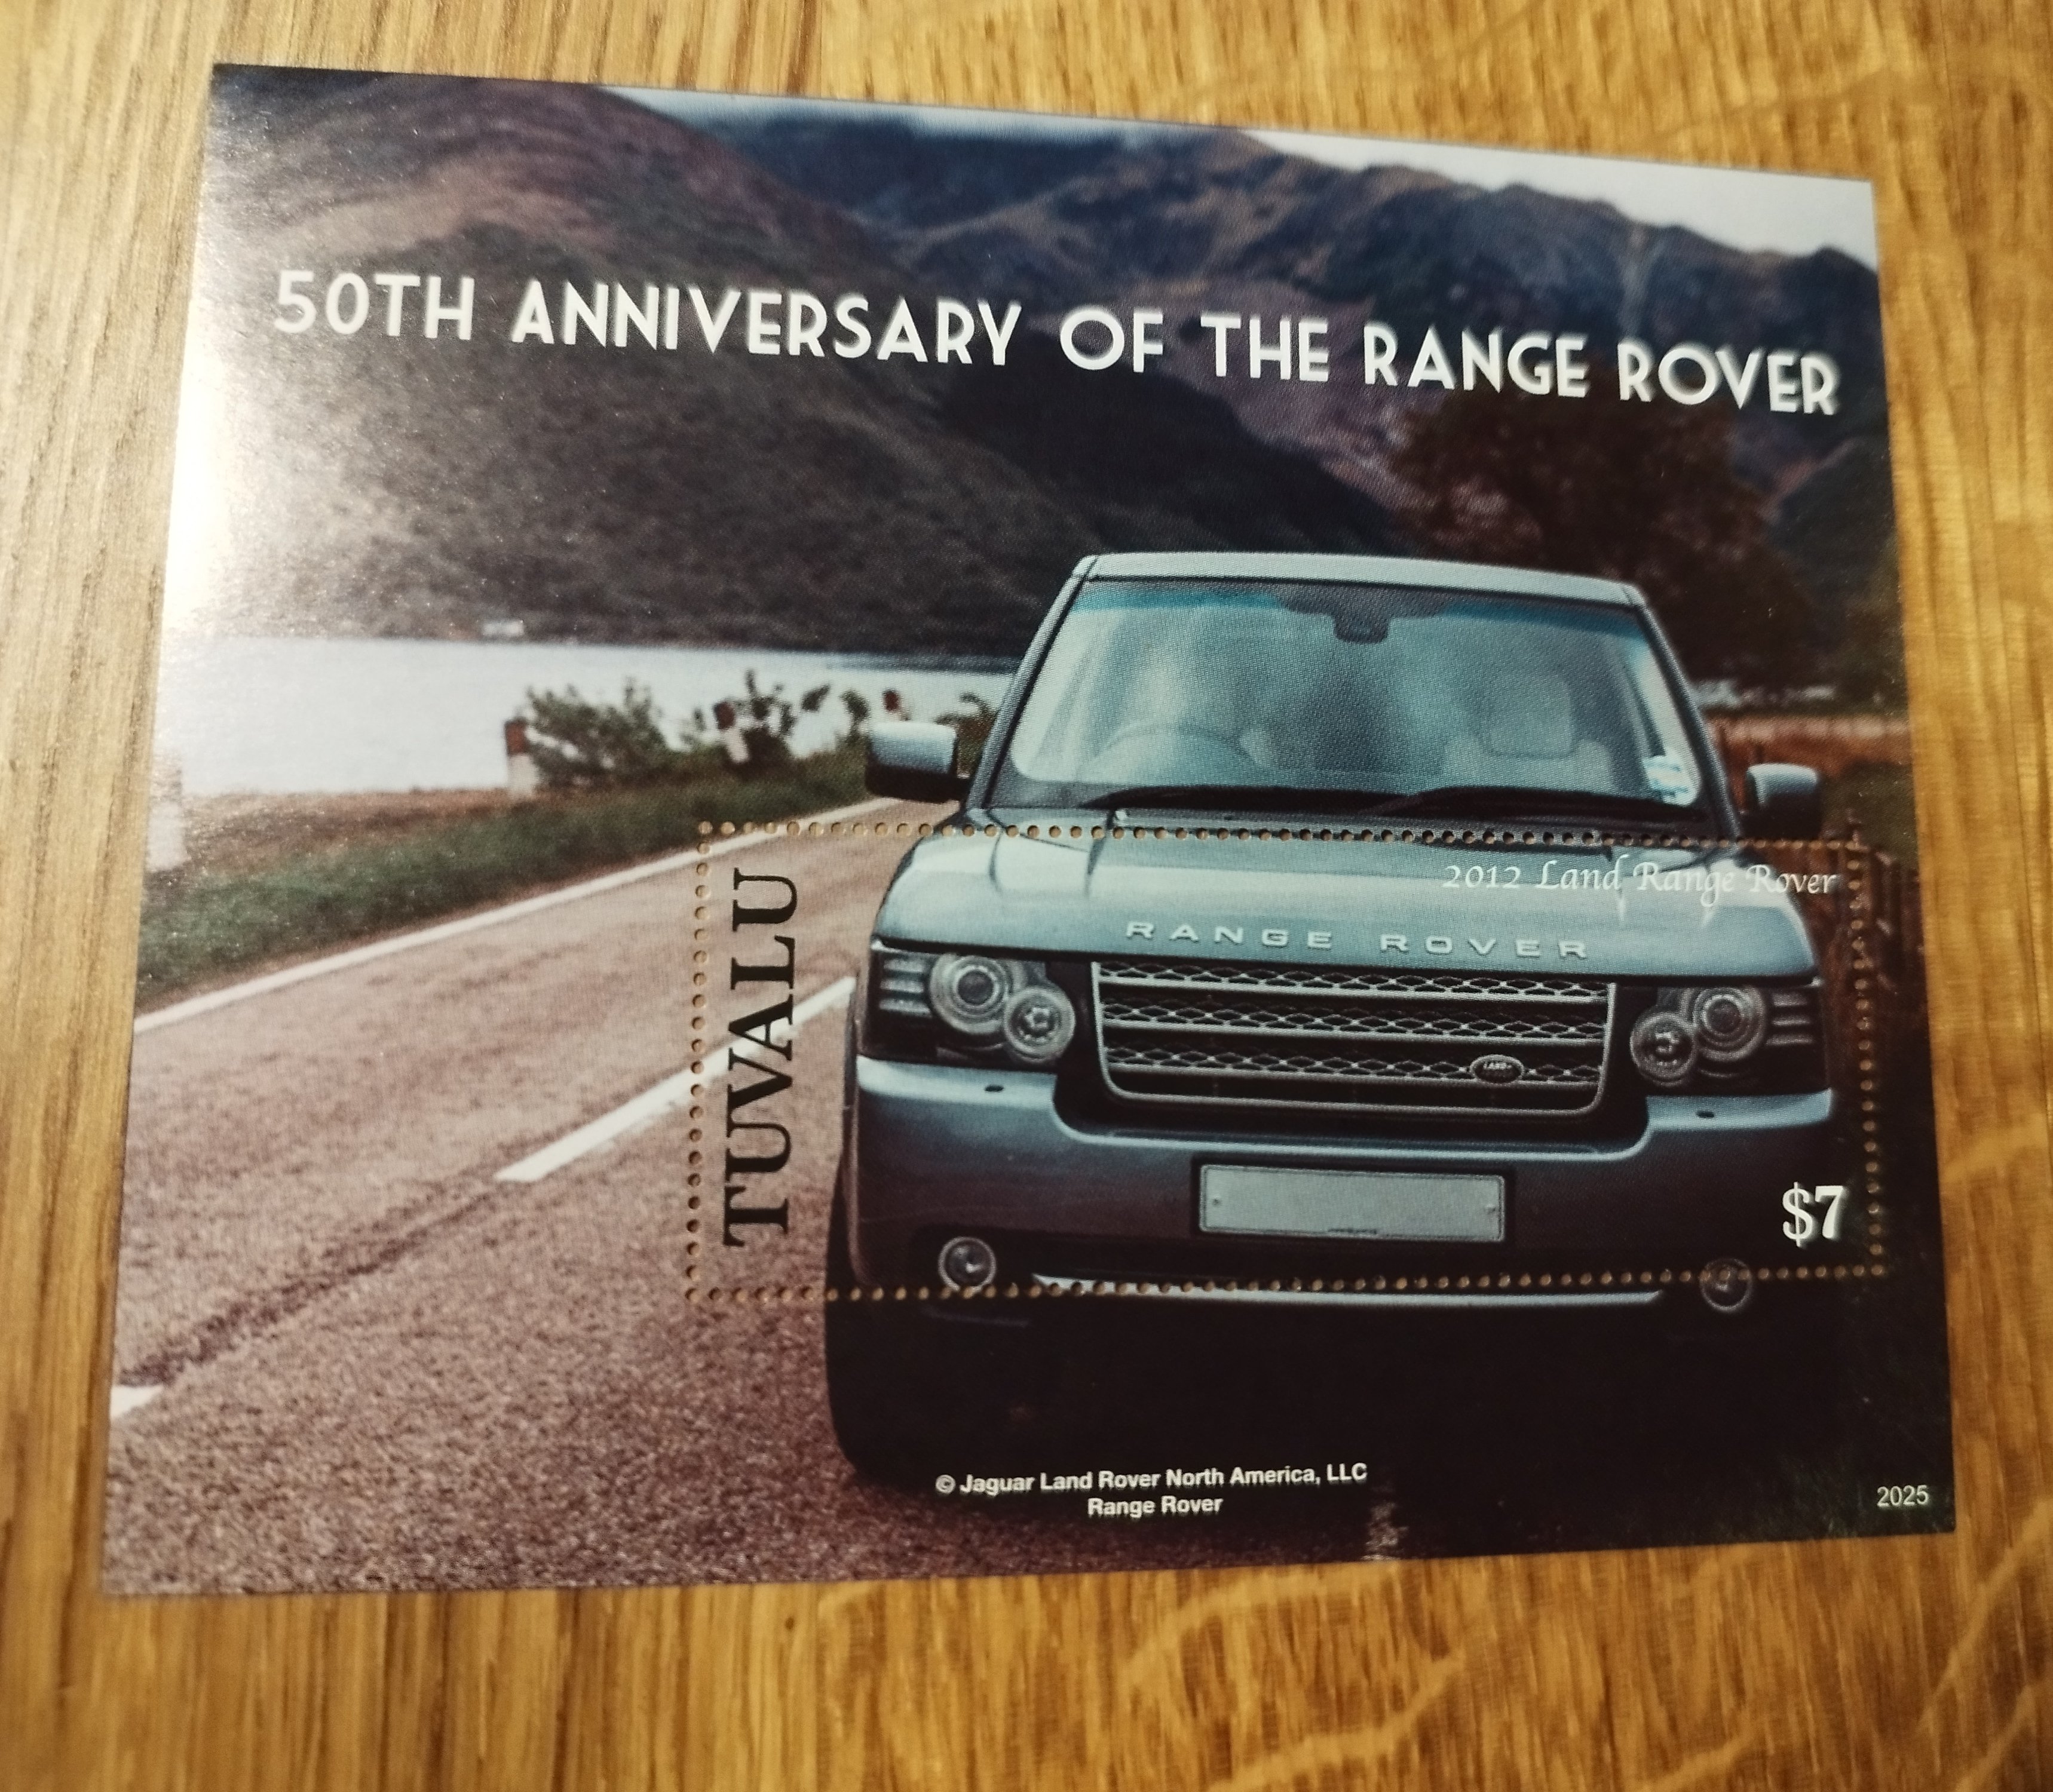 50TH ANNIVERSARY OF THE RANGE ROVER
2012 Land Range Rover
TUVALU
RANGE ROVER
LAND
$7
© Jaguar Land Rover North America, LLC
Range Rover
2025